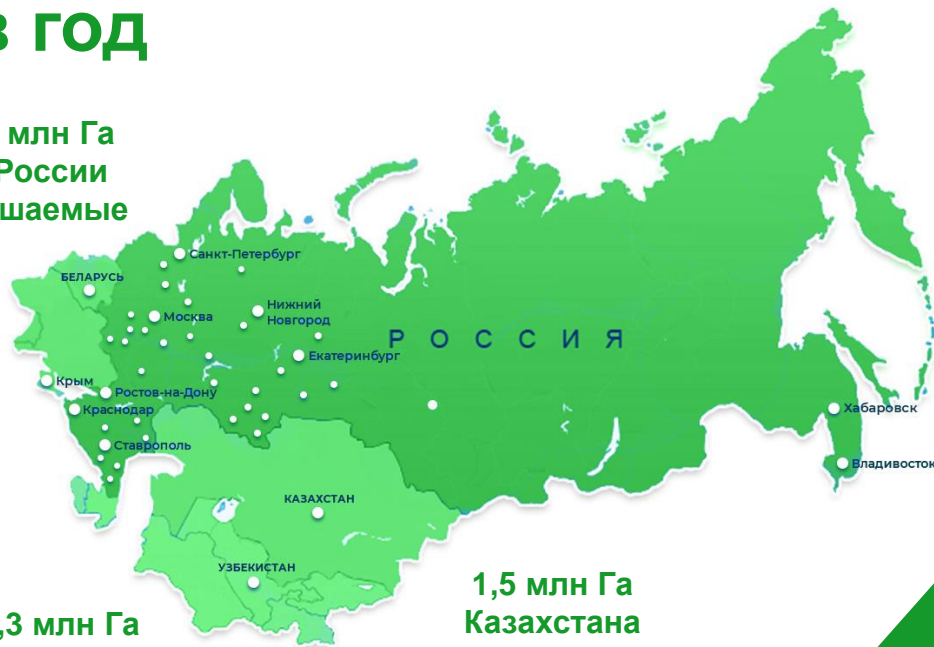 в год
млн Га
России
шаемые
Санкт-Петербург
БЕЛАРУСЬ
Нижний
Новгород
Москва
РОССИЯ
Екатеринбург
Крым
Ростов-на-Дону
Краснодар
Хабаровск
Ставрополь
Владивосток
КАЗАХСТАН
УЗБЕКИСТАН
1,5 млн Га
Казахстана
,3 млн Га